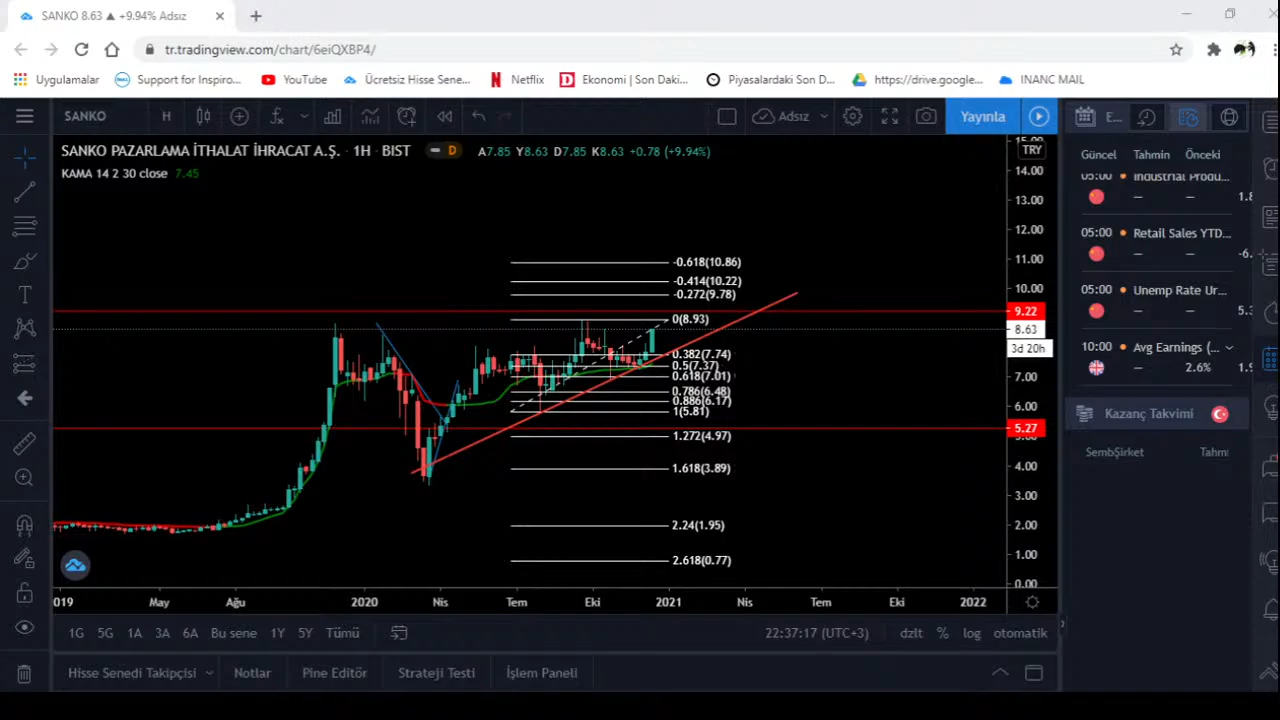 SANKO 8.63 ▲ +9.94% Adsız
tr.tradingview.com/chart/6eiQXBP4/
Uygulamalar
Support for Inspiro...
YouTube
Ücretsiz Hisse Sene...
Netflix
Ekonomi | Son Daki...
Piyasalardaki Son D...
https://drive.google...
INANC MAIL
SANKO
H
Adsız
Yayınla
E...
SANKO PAZARLAMA İTHALAT İHRACAT A.Ş. · 1H · BIST
D
A7.85 Y8.63 D7.85 K8.63 +0.78 (+9.94%)
KAMA 14 2 30 close 7.45
TRY
15.00
14.00
13.00
12.00
11.00
10.00
9.22
8.63
3d 20h
7.00
6.00
5.27
5.00
4.00
3.00
2.00
1.00
0.00
-0.618(10.86)
-0.414(10.22)
-0.272(9.78)
0(8.93)
0.382(7.74)
0.5(7.37)
0.618(7.01)
0.786(6.48)
0.886(6.17)
1(5.81)
1.272(4.97)
1.618(3.89)
2.24(1.95)
2.618(0.77)
019 May Ağu 2020 Nis Tem Eki 2021 Nis Tem Eki 2022
1G 5G 1A 3A 6A Bu sene 1Y 5Y Tümü
22:37:17 (UTC+3)
dzlt % log otomatik
Hisse Senedi Takipçisi
Notlar
Pine Editör
Strateji Testi
İşlem Paneli
Güncel Tahmin Önceki
05:00 Industrial Produ...
— — 1.8
05:00 Retail Sales YTD...
— — -6.
05:00 Unemp Rate Ur...
— — 5.3
10:00 Avg Earnings (...
— 2.6% 1.9
Kazanç Takvimi
SembŞirket Tahmi